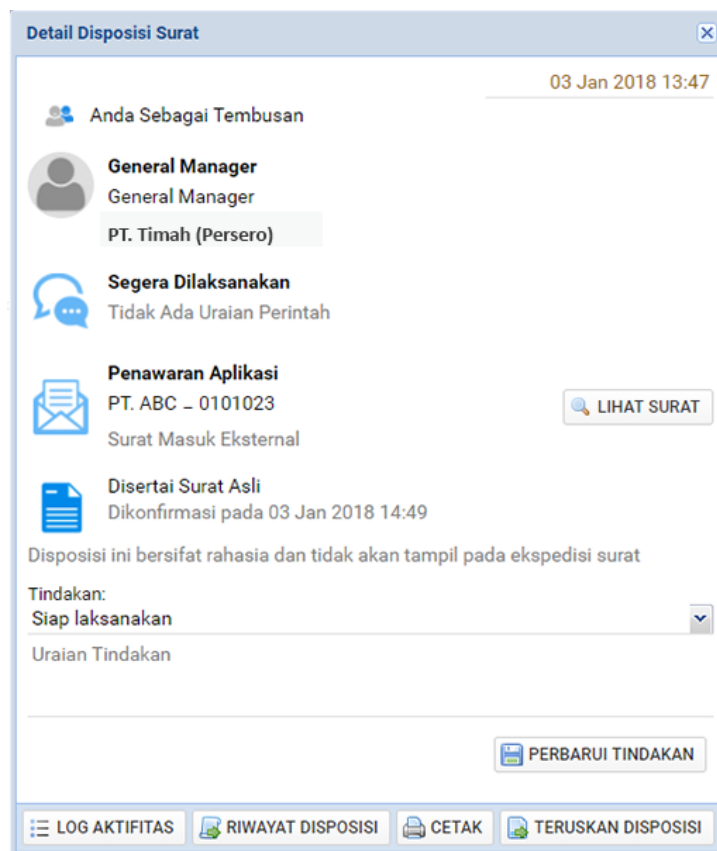 Detail Disposisi Surat
03 Jan 2018 13:47
Anda Sebagai Tembusan
General Manager
General Manager
PT. Timah (Persero)
Segera Dilaksanakan
Tidak Ada Uraian Perintah
Penawaran Aplikasi
PT. ABC – 0101023
LIHAT SURAT
Surat Masuk Eksternal
Disertai Surat Asli
Dikonfirmasi pada 03 Jan 2018 14:49
Disposisi ini bersifat rahasia dan tidak akan tampil pada ekspedisi surat
Tindakan:
Siap laksanakan
Uraian Tindakan
PERBARUI TINDAKAN
LOG AKTIFITAS
RIWAYAT DISPOSISI
CETAK
TERUSKAN DISPOSISI